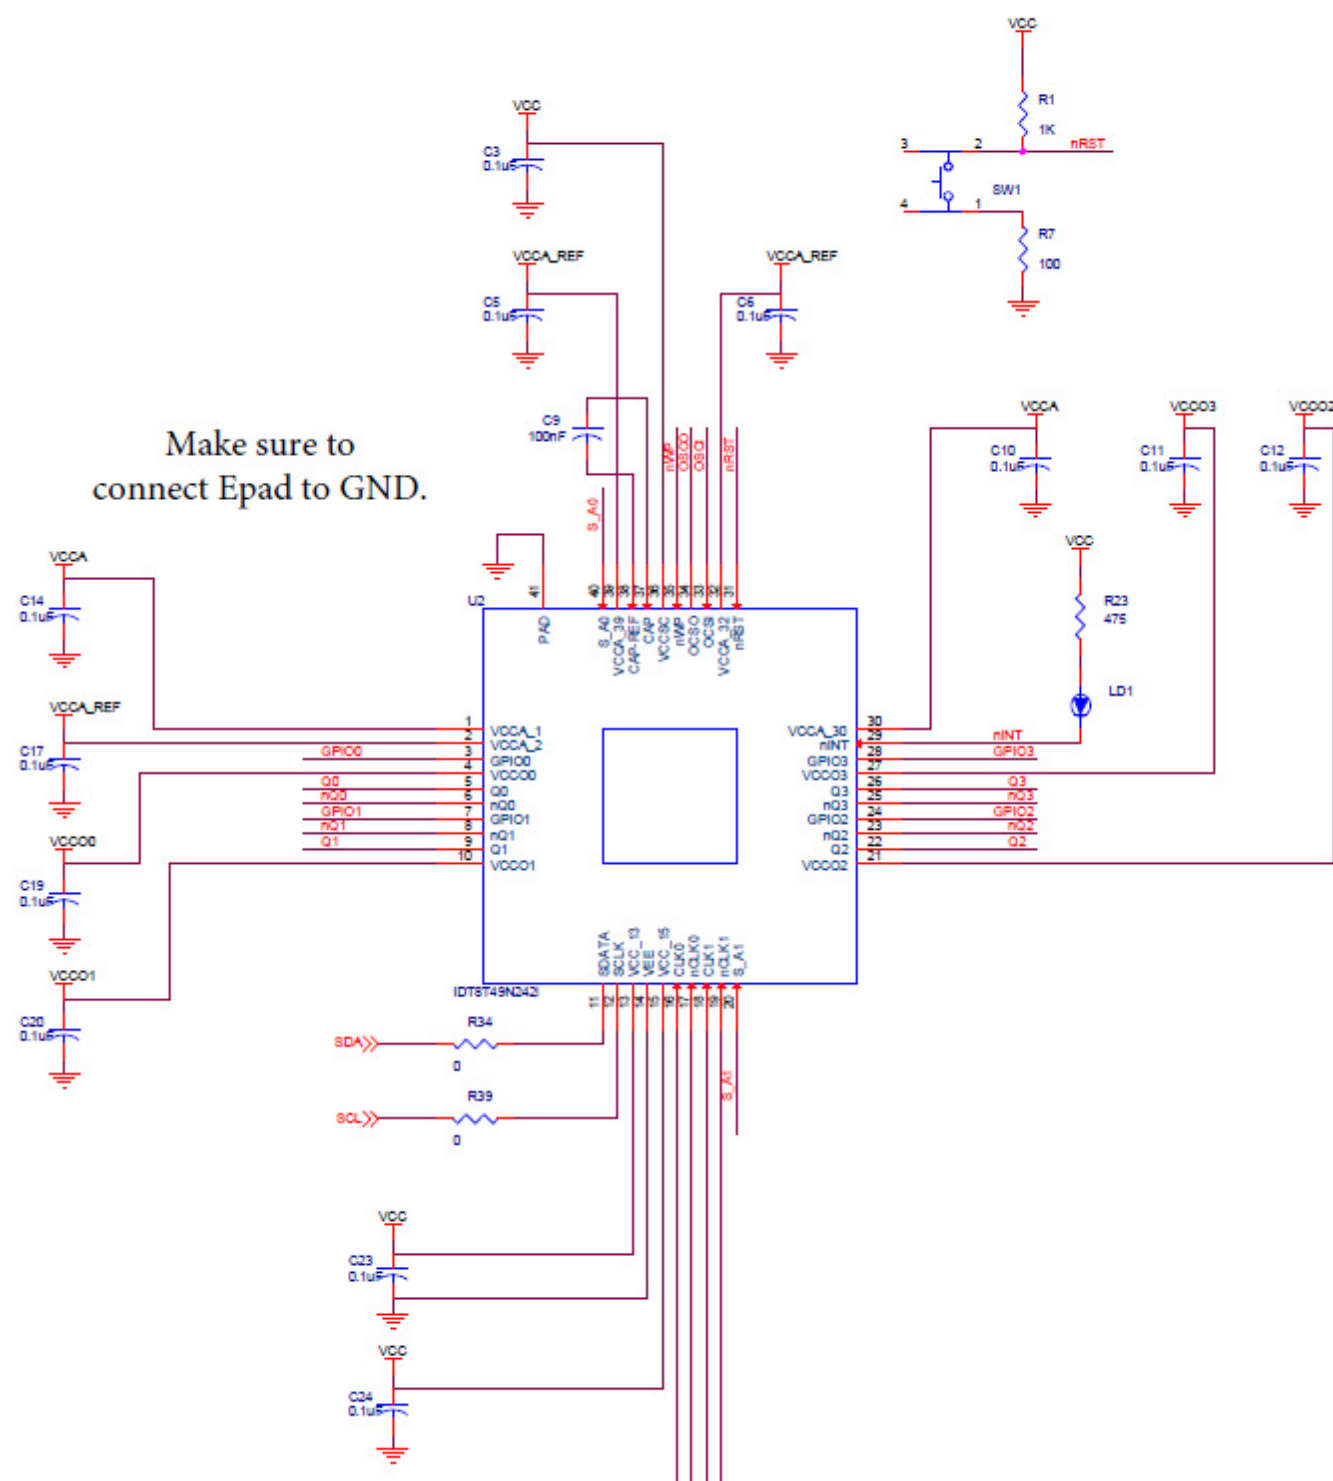 VCC
R1
1K
nRST
3
2
SW1
4
1
R7
100
VCC
C3
0.1uF
VCCA_REF
C5
0.1uF
VCCA_REF
C6
0.1uF
C9
100nF
S_A0
nWP
OSCO
OSCI
nRST
Make sure to
connect Epad to GND.
VCCA
C10
0.1uF
VCCO3
C11
0.1uF
VCCO2
C12
0.1uF
VCC
R23
475
LD1
VCCA
C14
0.1uF
VCCA_REF
C17
0.1uF
VCCO0
C19
0.1uF
VCCO1
C20
0.1uF
U2
41
40
39
38
37
36
35
34
33
32
31
PAD
S_A0
VCCA_39
CAP-REF
CAP
VCCSC
nWP
OCSO
OCSI
VCCA_32
nRST
1
VCCA_1
2
VCCA_2
GPIO0
3
GPIO0
4
VCCO0
Q0
5
Q0
nQ0
6
nQ0
GPIO1
7
GPIO1
nQ1
8
nQ1
Q1
9
Q1
10
VCCO1
VCCA_30
30
nINT
29
nINT
GPIO3
28
GPIO3
VCCO3
27
Q3
26
Q3
nQ3
25
nQ3
GPIO2
24
GPIO2
nQ2
23
nQ2
Q2
22
Q2
VCCO2
21
SDATA
SCLK
VCC_13
VEE
VCC_15
CLK0
nCLK0
CLK1
nCLK1
S_A1
IDT8T49N242I
11
12
13
14
15
16
17
18
19
20
SDA
R34
0
SCL
R39
0
S_A1
VCC
C23
0.1uF
VCC
C24
0.1uF